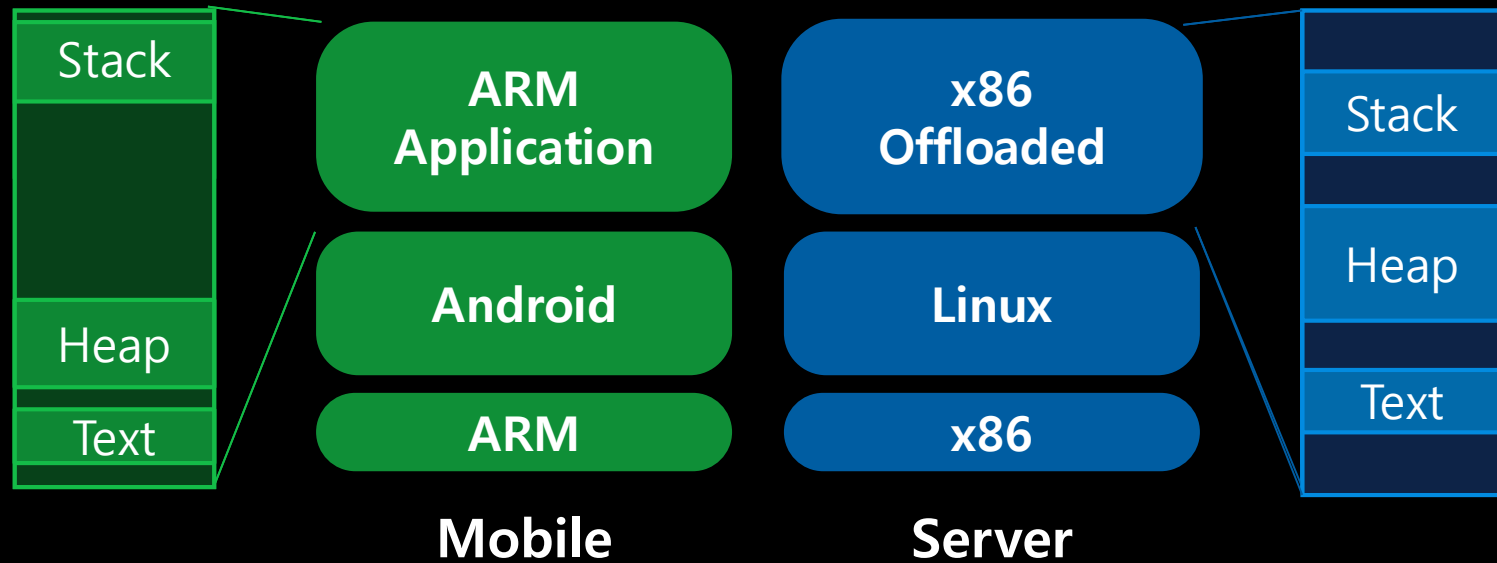 Stack
Heap
Text
ARM
Application
Android
ARM
Mobile
x86
Offloaded
Linux
x86
Server
Stack
Heap
Text